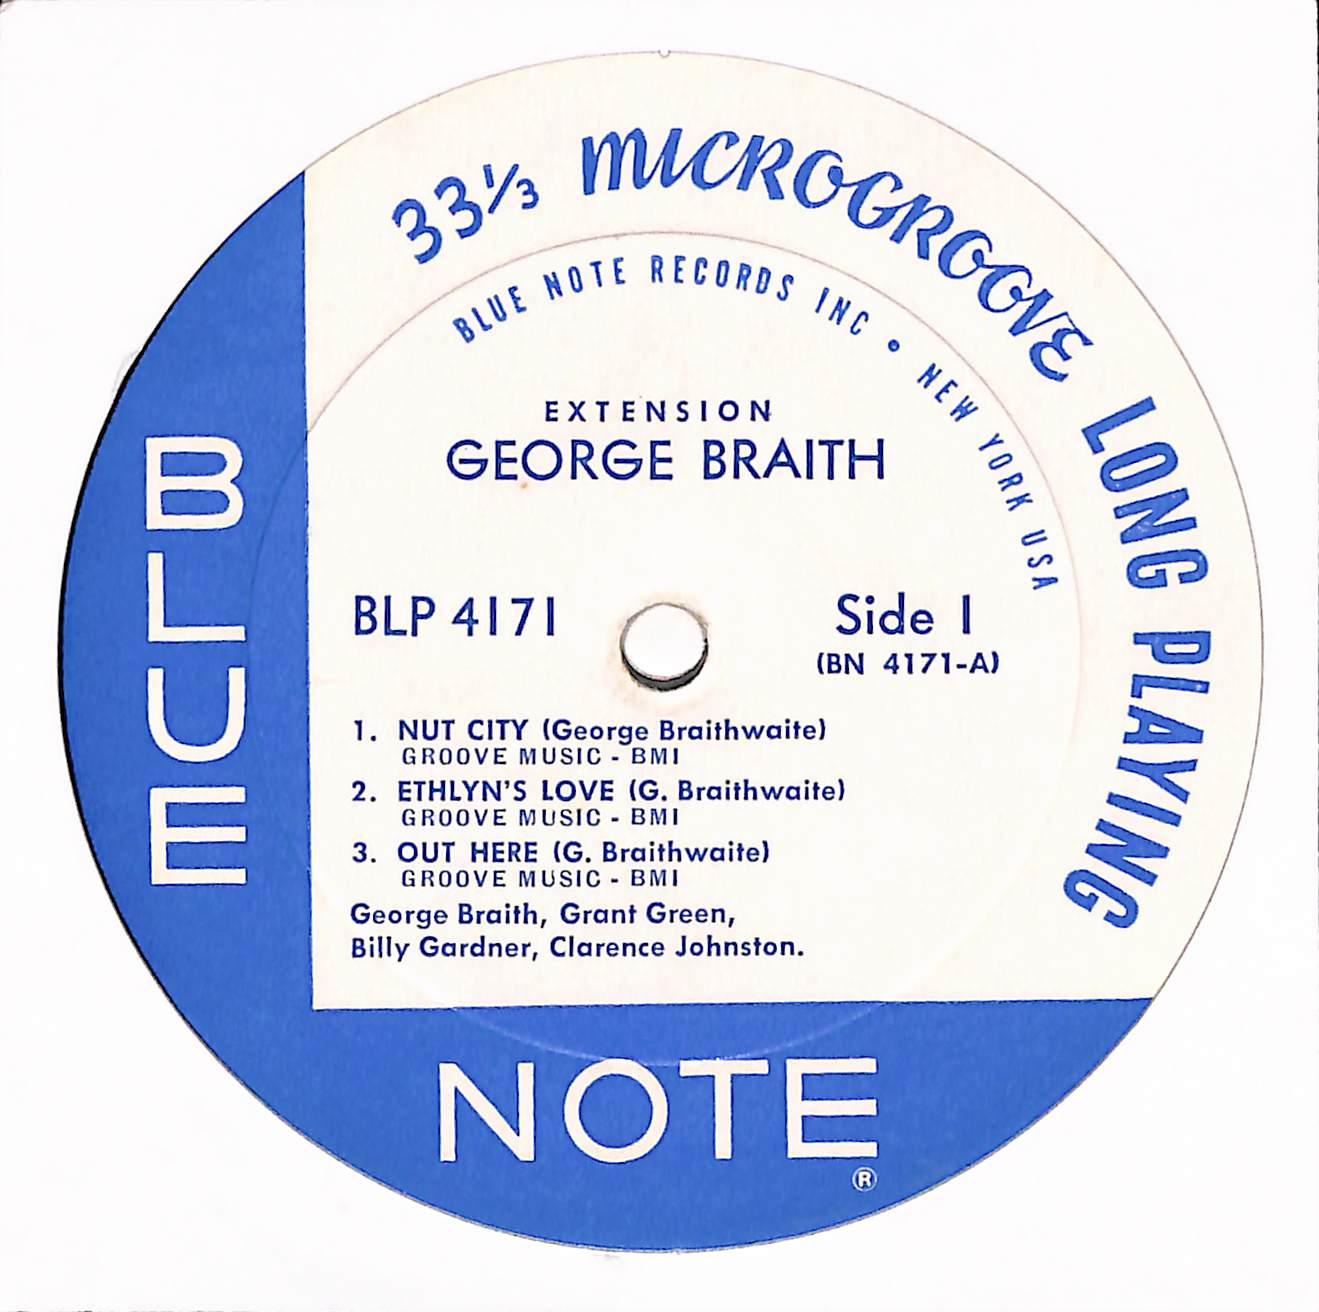 33⅓ MICROGROOVE LONG PLAYING
BLUE NOTE RECORDS INC • NEW YORK USA
EXTENSION
GEORGE BRAITH
BLP 4171
Side 1
(BN 4171-A)
1. NUT CITY (George Braithwaite)
GROOVE MUSIC - BMI
2. ETHLYN'S LOVE (G. Braithwaite)
GROOVE MUSIC - BMI
3. OUT HERE (G. Braithwaite)
GROOVE MUSIC - BMI
George Braith, Grant Green,
Billy Gardner, Clarence Johnston.
BLUE
NOTE
®